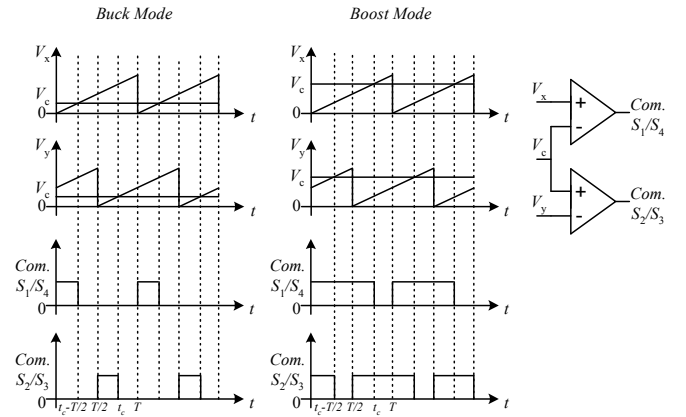 Buck Mode
Vx
Vc
0
t
Vy
Vc
0
t
Com.
S1/S4
0
t
Com.
S2/S3
0
tc-T/2 T/2 tc T
t
Boost Mode
Vx
Vc
0
t
Vy
Vc
0
t
Com.
S1/S4
0
t
Com.
S2/S3
0
tc-T/2 T/2 tc T
t
Vx
+
-
Com.
S1/S4
Vc
Vy
+
-
Com.
S2/S3